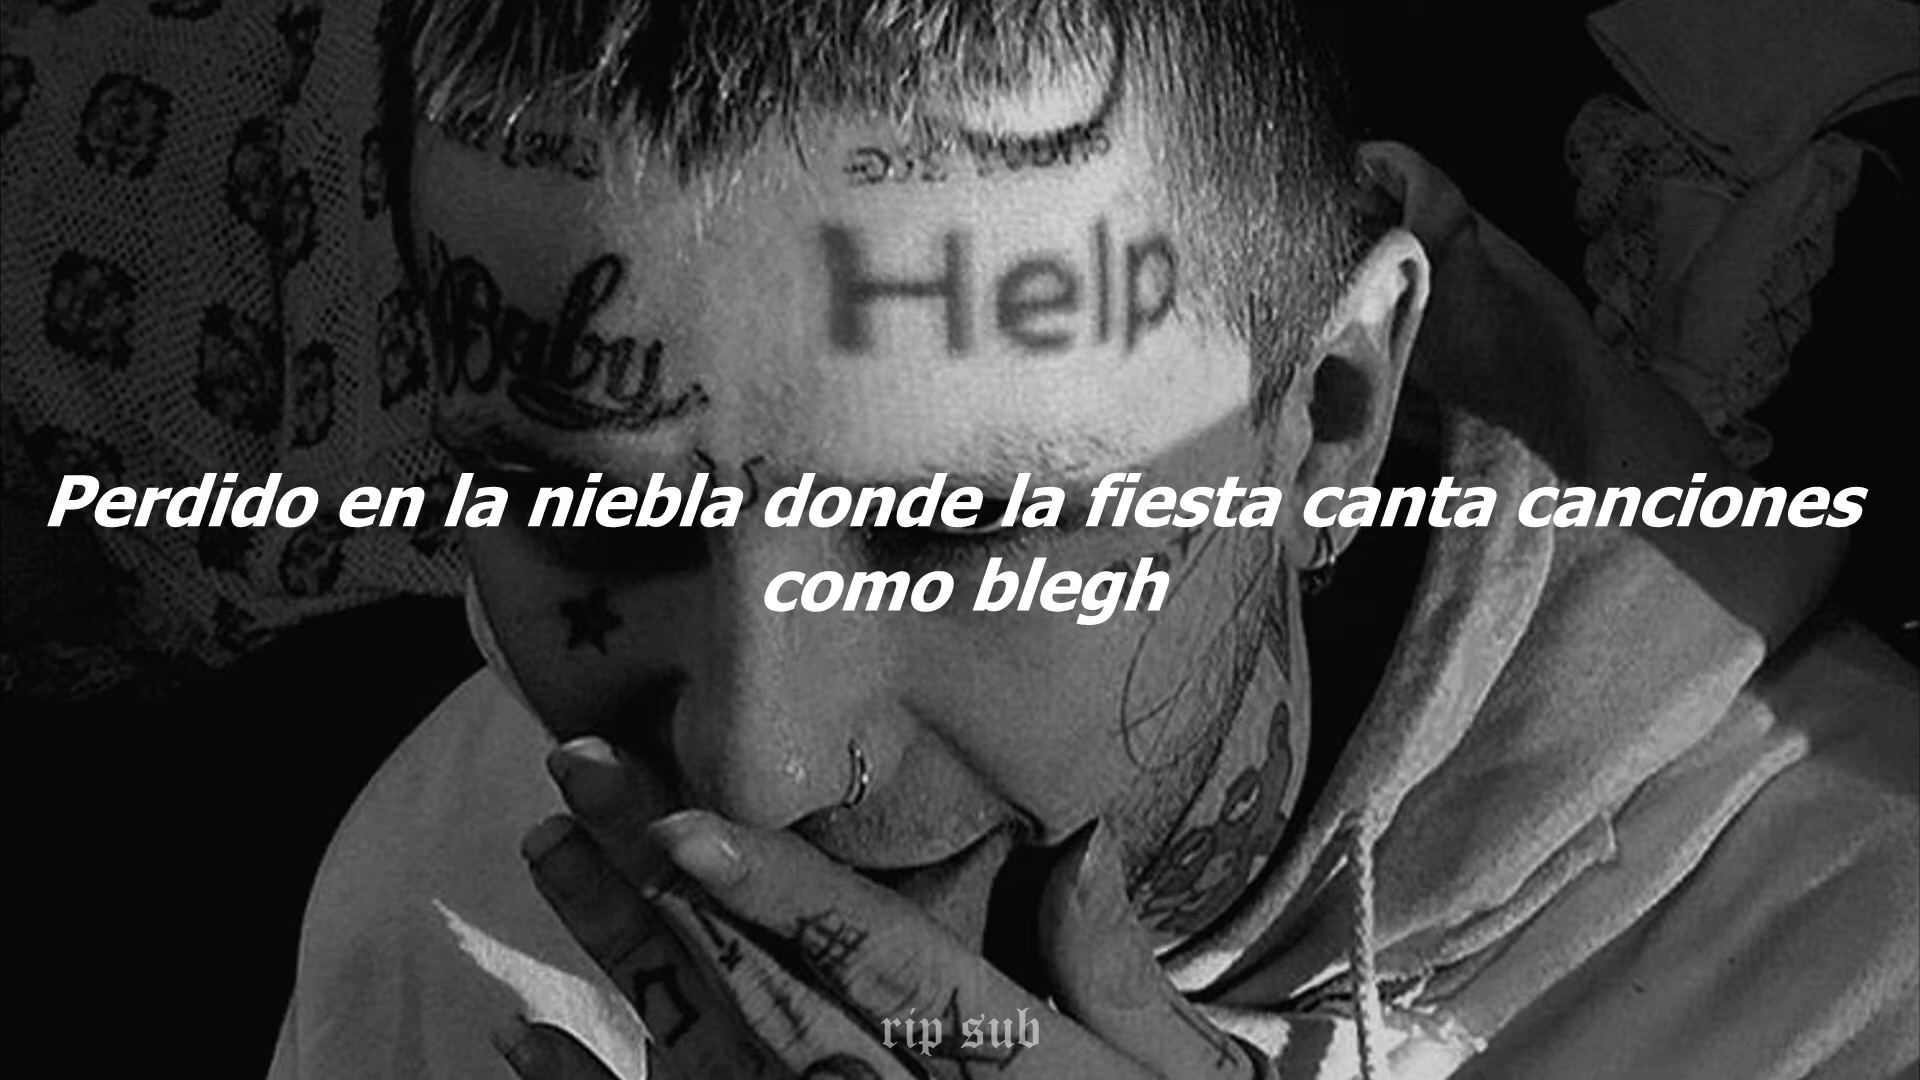 Help
Baby
Perdido en la niebla donde la fiesta canta canciones
como blegh
rip sub